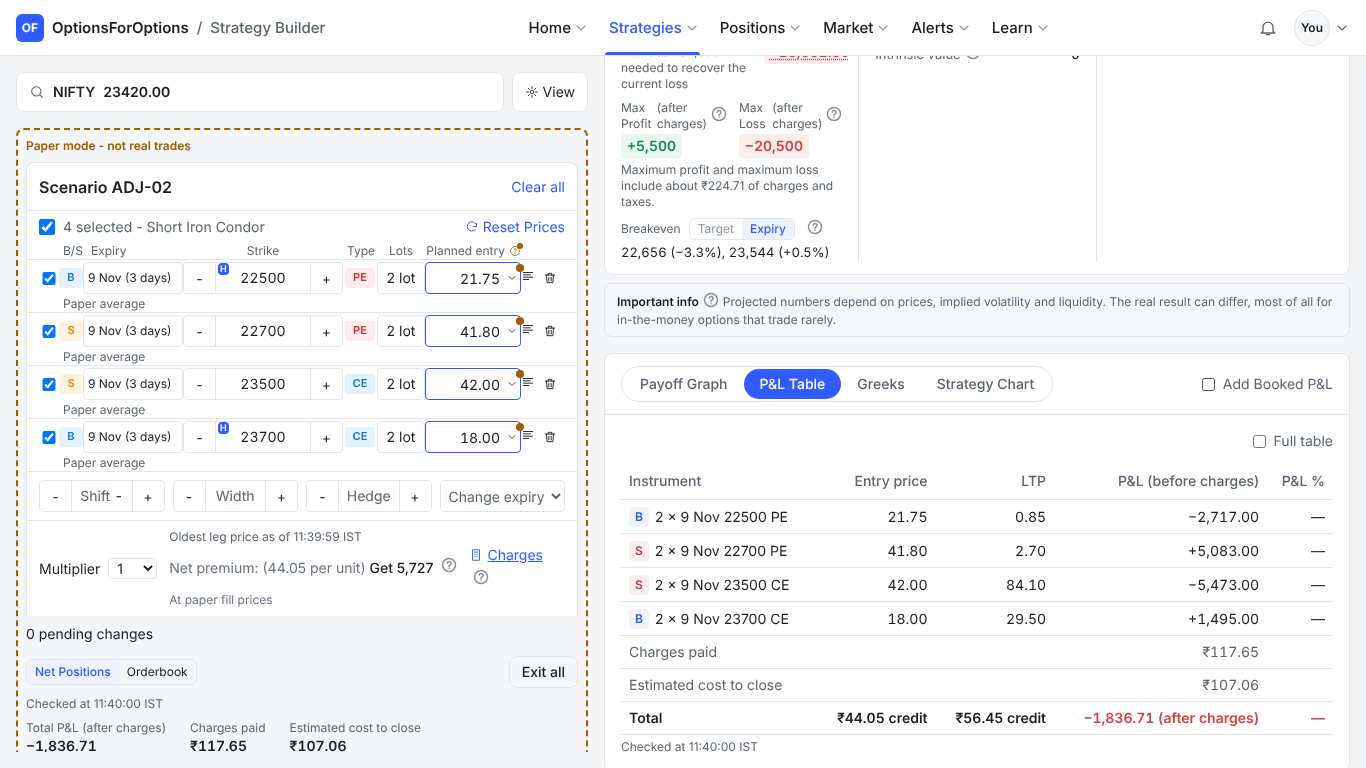 OF OptionsForOptions / Strategy Builder Home Strategies Positions Market Alerts Learn You
NIFTY 23420.00 View
Paper mode - not real trades
Scenario ADJ-02 Clear all
4 selected - Short Iron Condor Reset Prices
B/S Expiry Strike Type Lots Planned entry ?
B 9 Nov (3 days) - H 22500 + PE 2 lot 21.75
Paper average
S 9 Nov (3 days) - 22700 + PE 2 lot 41.80
Paper average
S 9 Nov (3 days) - 23500 + CE 2 lot 42.00
Paper average
B 9 Nov (3 days) - H 23700 + CE 2 lot 18.00
Paper average
- Shift - + - Width + - Hedge + Change expiry
Oldest leg price as of 11:39:59 IST
Multiplier 1 Net premium: (44.05 per unit) Get 5,727 ? Charges ?
At paper fill prices
0 pending changes
Net Positions Orderbook Exit all
Checked at 11:40:00 IST
Total P&L (after charges) Charges paid Estimated cost to close
−1,836.71 ₹117.65 ₹107.06
needed to recover the
current loss
Max Profit (after charges) ? Max Loss (after charges) ?
+5,500 −20,500
Maximum profit and maximum loss
include about ₹224.71 of charges and
taxes.
Breakeven Target Expiry ?
22,656 (−3.3%), 23,544 (+0.5%)
Important info ? Projected numbers depend on prices, implied volatility and liquidity. The real result can differ, most of all for
in-the-money options that trade rarely.
Payoff Graph P&L Table Greeks Strategy Chart Add Booked P&L
Full table
Instrument Entry price LTP P&L (before charges) P&L %
B 2 × 9 Nov 22500 PE 21.75 0.85 −2,717.00 —
S 2 × 9 Nov 22700 PE 41.80 2.70 +5,083.00 —
S 2 × 9 Nov 23500 CE 42.00 84.10 −5,473.00 —
B 2 × 9 Nov 23700 CE 18.00 29.50 +1,495.00 —
Charges paid ₹117.65
Estimated cost to close ₹107.06
Total ₹44.05 credit ₹56.45 credit −1,836.71 (after charges) —
Checked at 11:40:00 IST